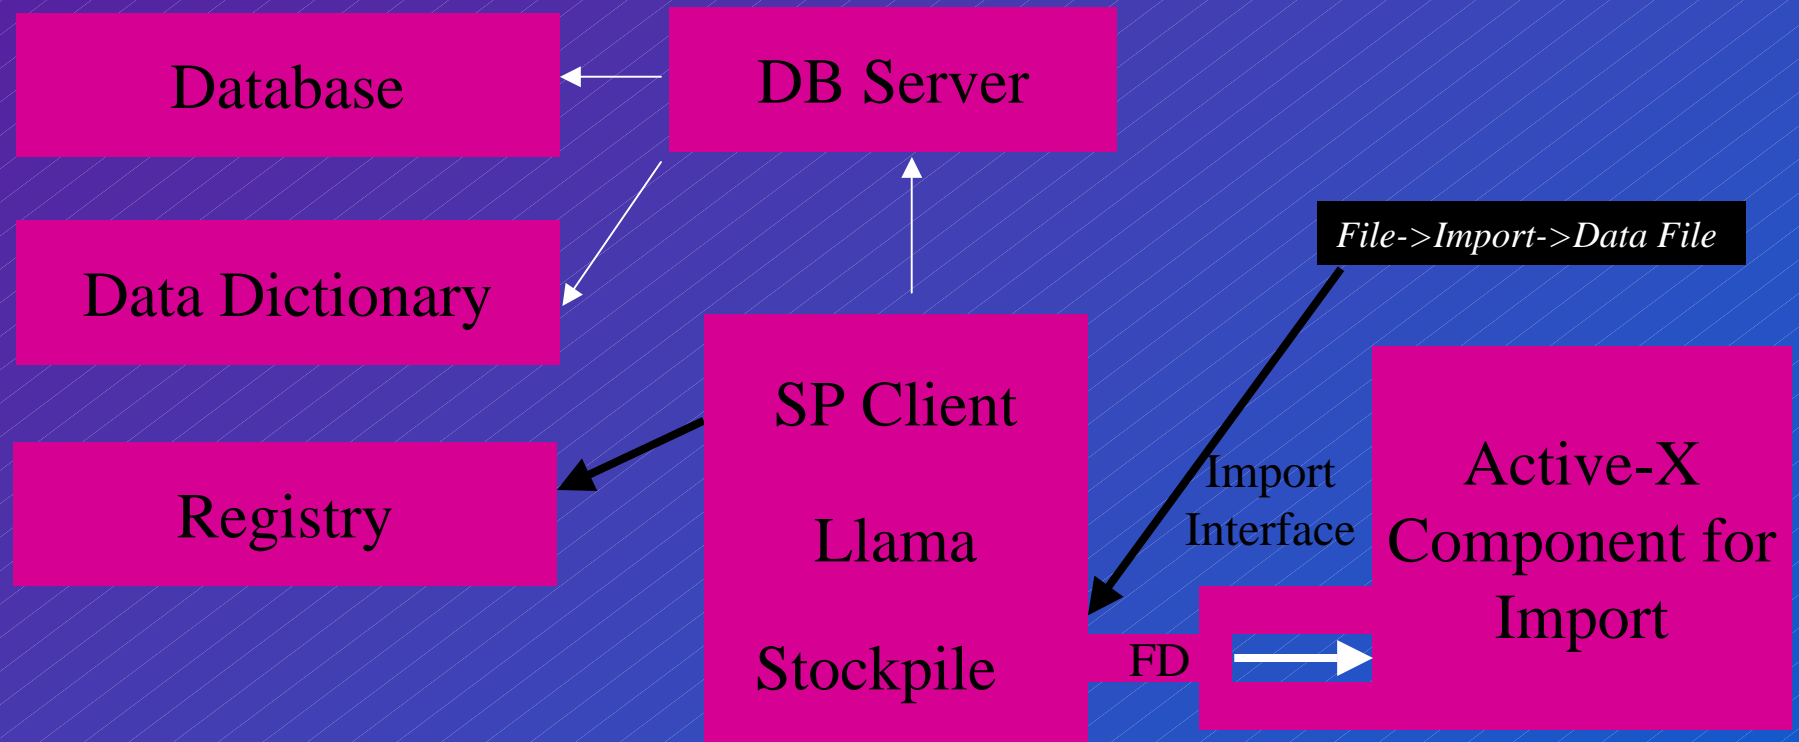 Database
DB Server
File->Import->Data File
Data Dictionary
SP Client
Registry
Llama
Stockpile
Import
Interface
FD
Active-X
Component for
Import